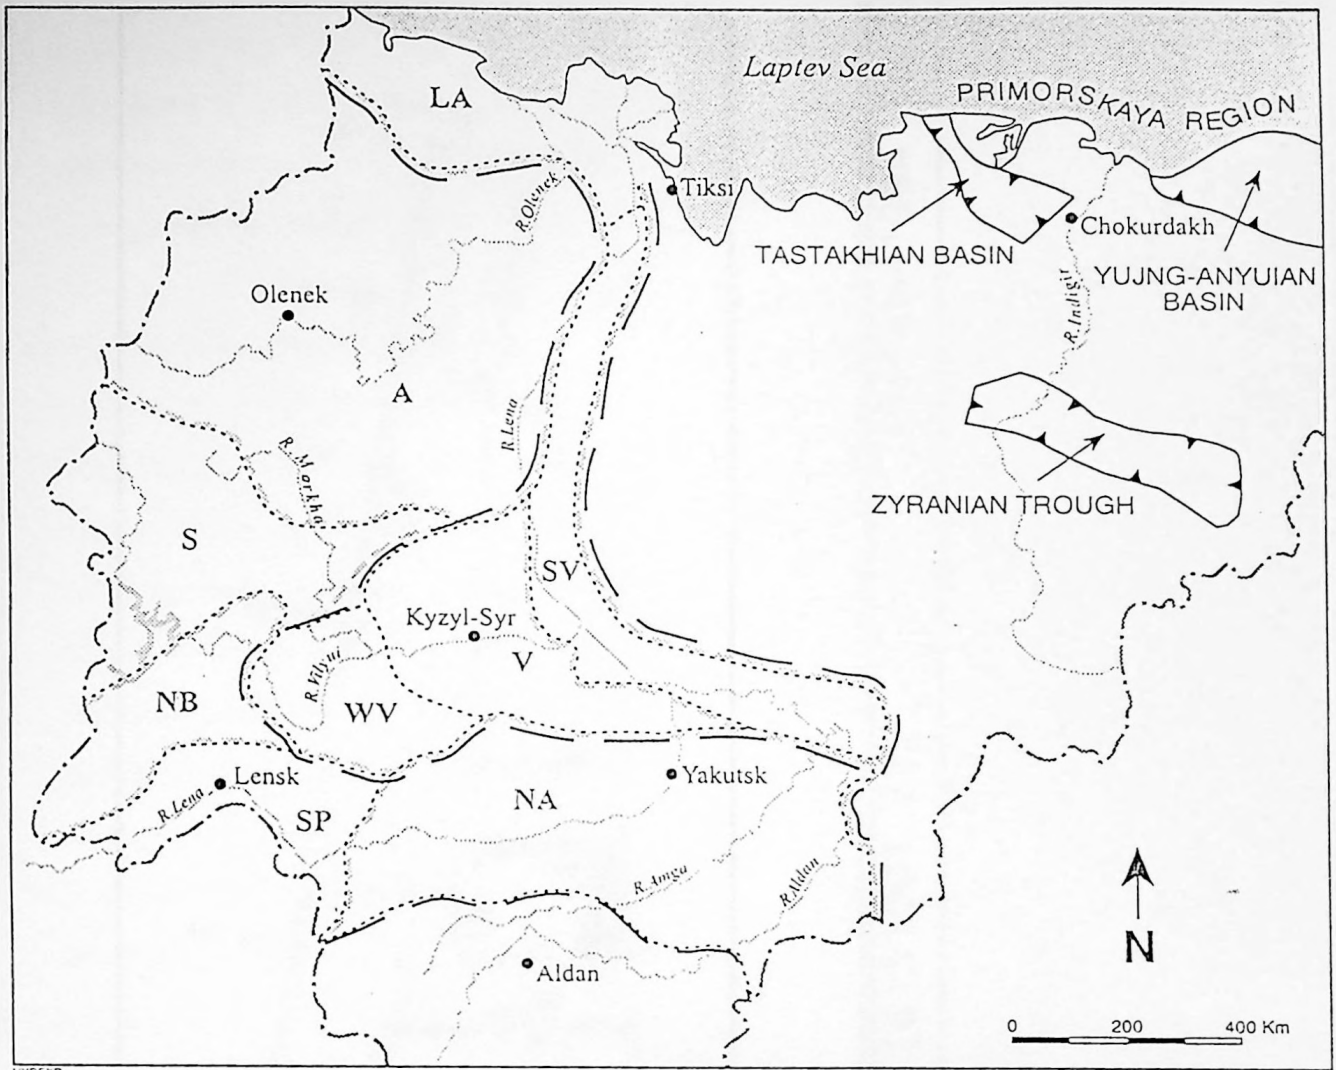 Laptev Sea
PRIMORSKAYA REGION
LA
Tiksi
R.Olenek
Chokurdakh
TASTAKHIAN BASIN
YUJNG-ANYUIAN
BASIN
Olenek
R.Indigir
A
R.Lena
R. Markha
ZYRANIAN TROUGH
S
SV
Kyzyl-Syr
V
R.Vilyui
NB
WV
Lensk
Yakutsk
R.Lena
NA
SP
R.Amga
R.Aldan
Aldan
N
0 200 400 Km